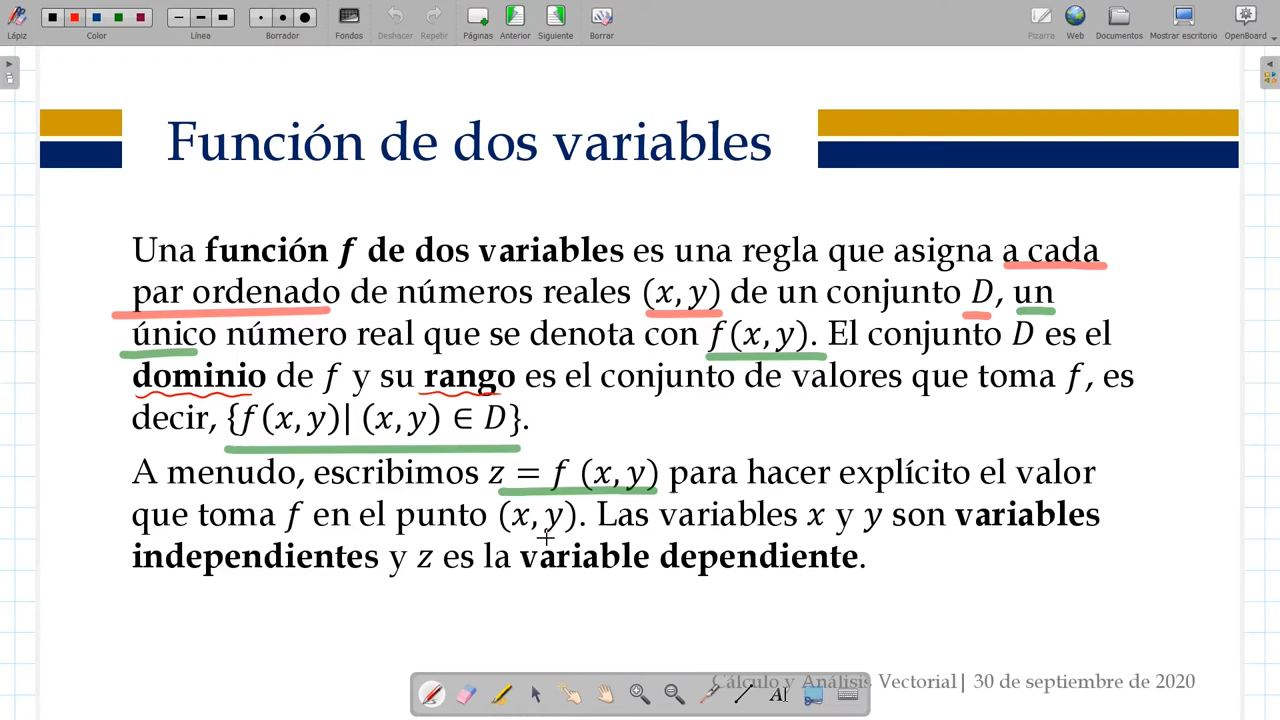 Lápiz Color Línea Borrador Fondos Deshacer Repetir Páginas Anterior Siguiente Borrar Pizarra Web Documentos Mostrar escritorio OpenBoard
Función de dos variables
Una función f de dos variables es una regla que asigna a cada
par ordenado de números reales (x, y) de un conjunto D, un
único número real que se denota con f(x, y). El conjunto D es el
dominio de f y su rango es el conjunto de valores que toma f, es
decir, {f(x, y)| (x, y) ∈ D}.
A menudo, escribimos z = f (x, y) para hacer explícito el valor
que toma f en el punto (x, y). Las variables x y y son variables
independientes y z es la variable dependiente.
Cálculo y Análisis Vectorial| 30 de septiembre de 2020